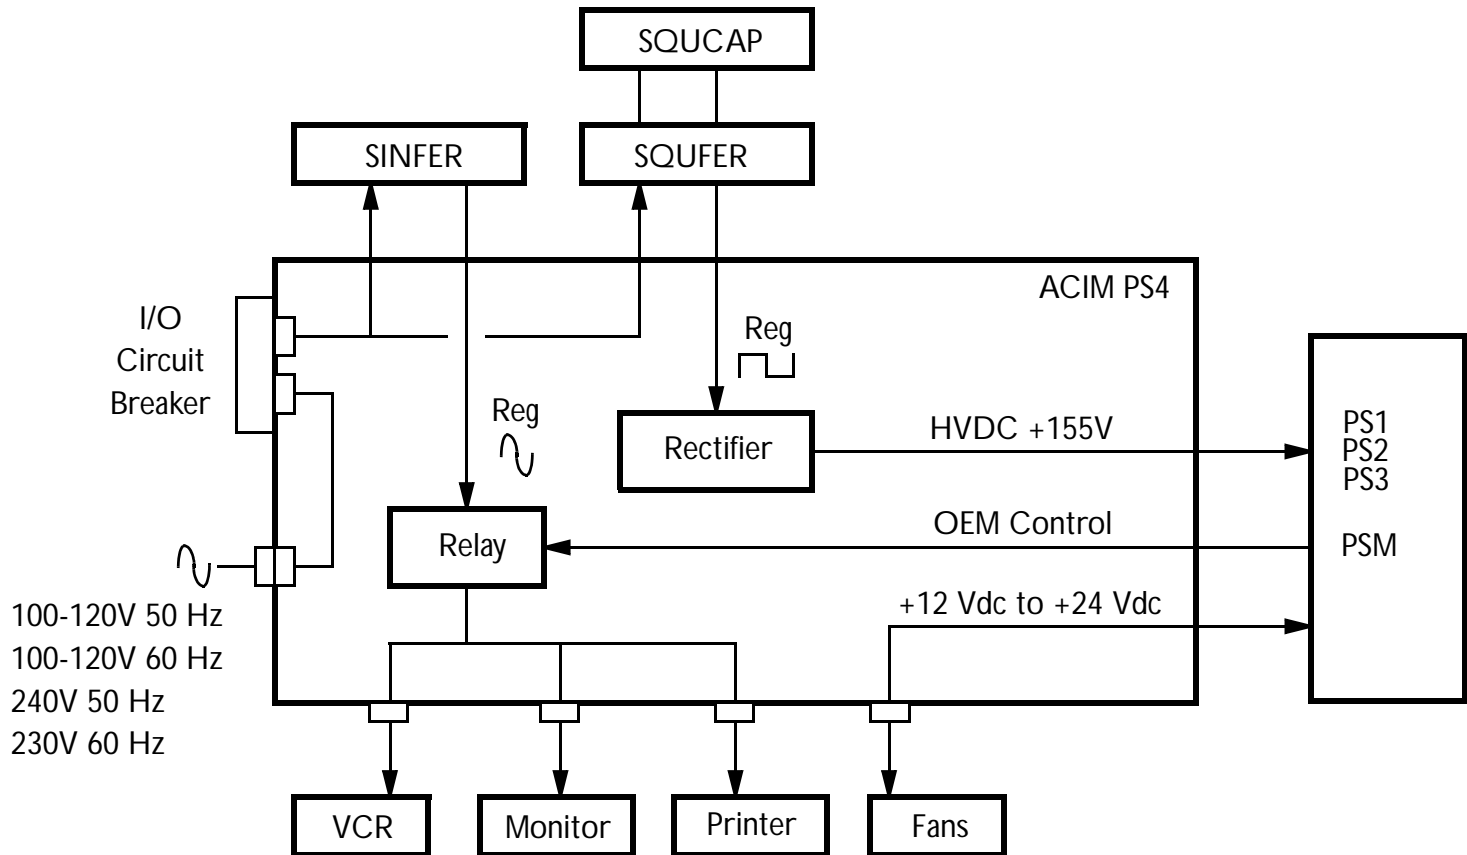 SQUCAP
SINFER
SQUFER
ACIM PS4
I/O
Circuit
Breaker
Reg
Reg
Rectifier
HVDC +155V
PS1
PS2
PS3
Relay
OEM Control
PSM
+12 Vdc to +24 Vdc
100-120V 50 Hz
100-120V 60 Hz
240V 50 Hz
230V 60 Hz
VCR
Monitor
Printer
Fans